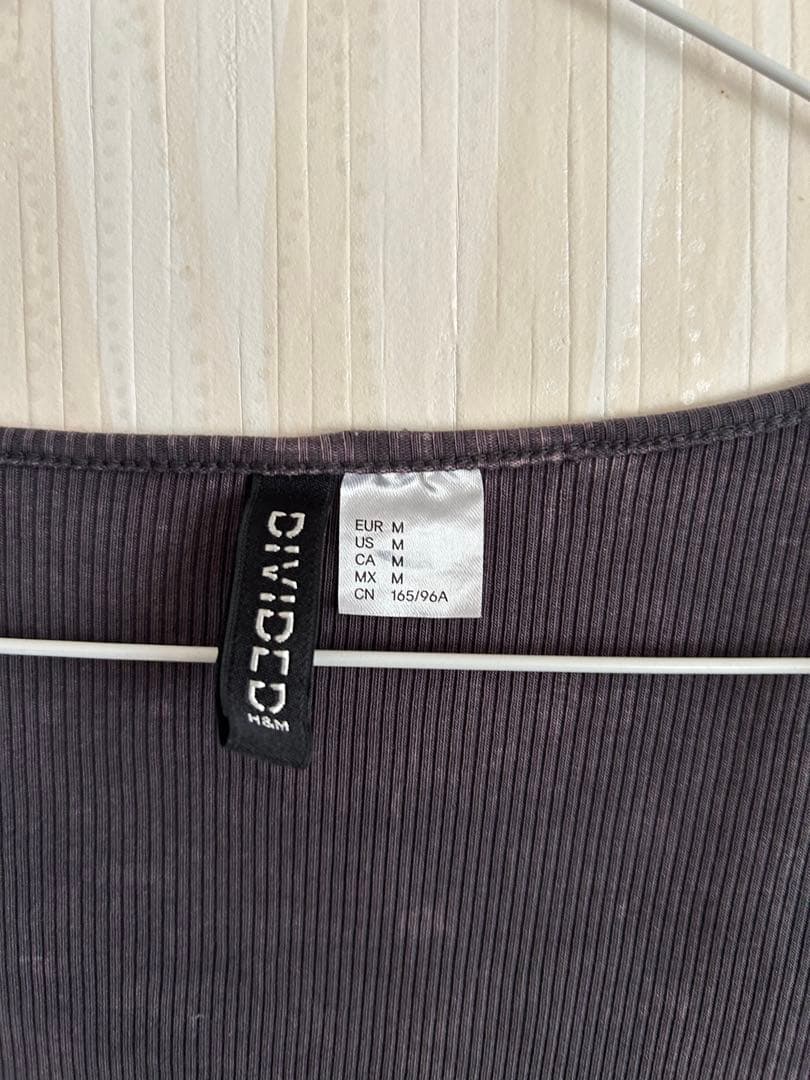 DIVIDED
H&M
EUR M
US M
CA M
MX M
CN 165/96A